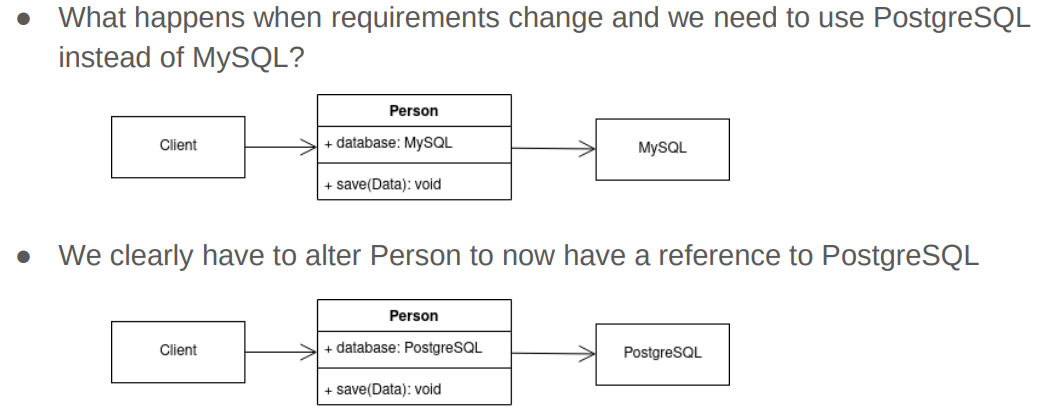 ● What happens when requirements change and we need to use PostgreSQL
instead of MySQL?
Person
Client
+ database: MySQL
MySQL
+ save(Data): void
● We clearly have to alter Person to now have a reference to PostgreSQL
Person
Client
+ database: PostgreSQL
PostgreSQL
+ save(Data): void